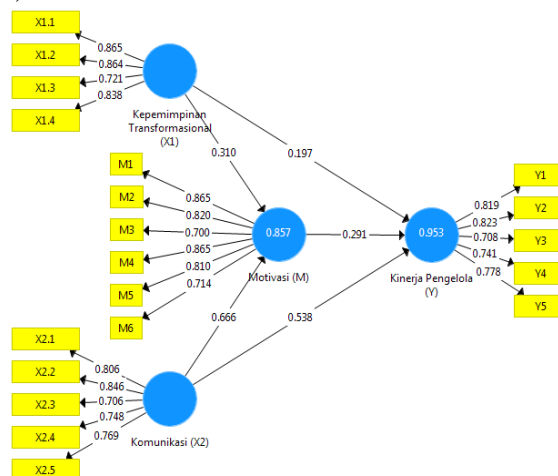 X1.1
X1.2
X1.3
X1.4
0.865
0.864
0.721
0.838
Kepemimpinan
Transformasional
(X1)
0.310
0.197
M1
M2
M3
M4
M5
M6
0.865
0.820
0.700
0.865
0.810
0.714
0.857
Motivasi (M)
0.291
0.953
Kinerja Pengelola
(Y)
0.819
0.823
0.708
0.741
0.778
Y1
Y2
Y3
Y4
Y5
0.666
0.538
X2.1
X2.2
X2.3
X2.4
X2.5
0.806
0.846
0.706
0.748
0.769
Komunikasi (X2)